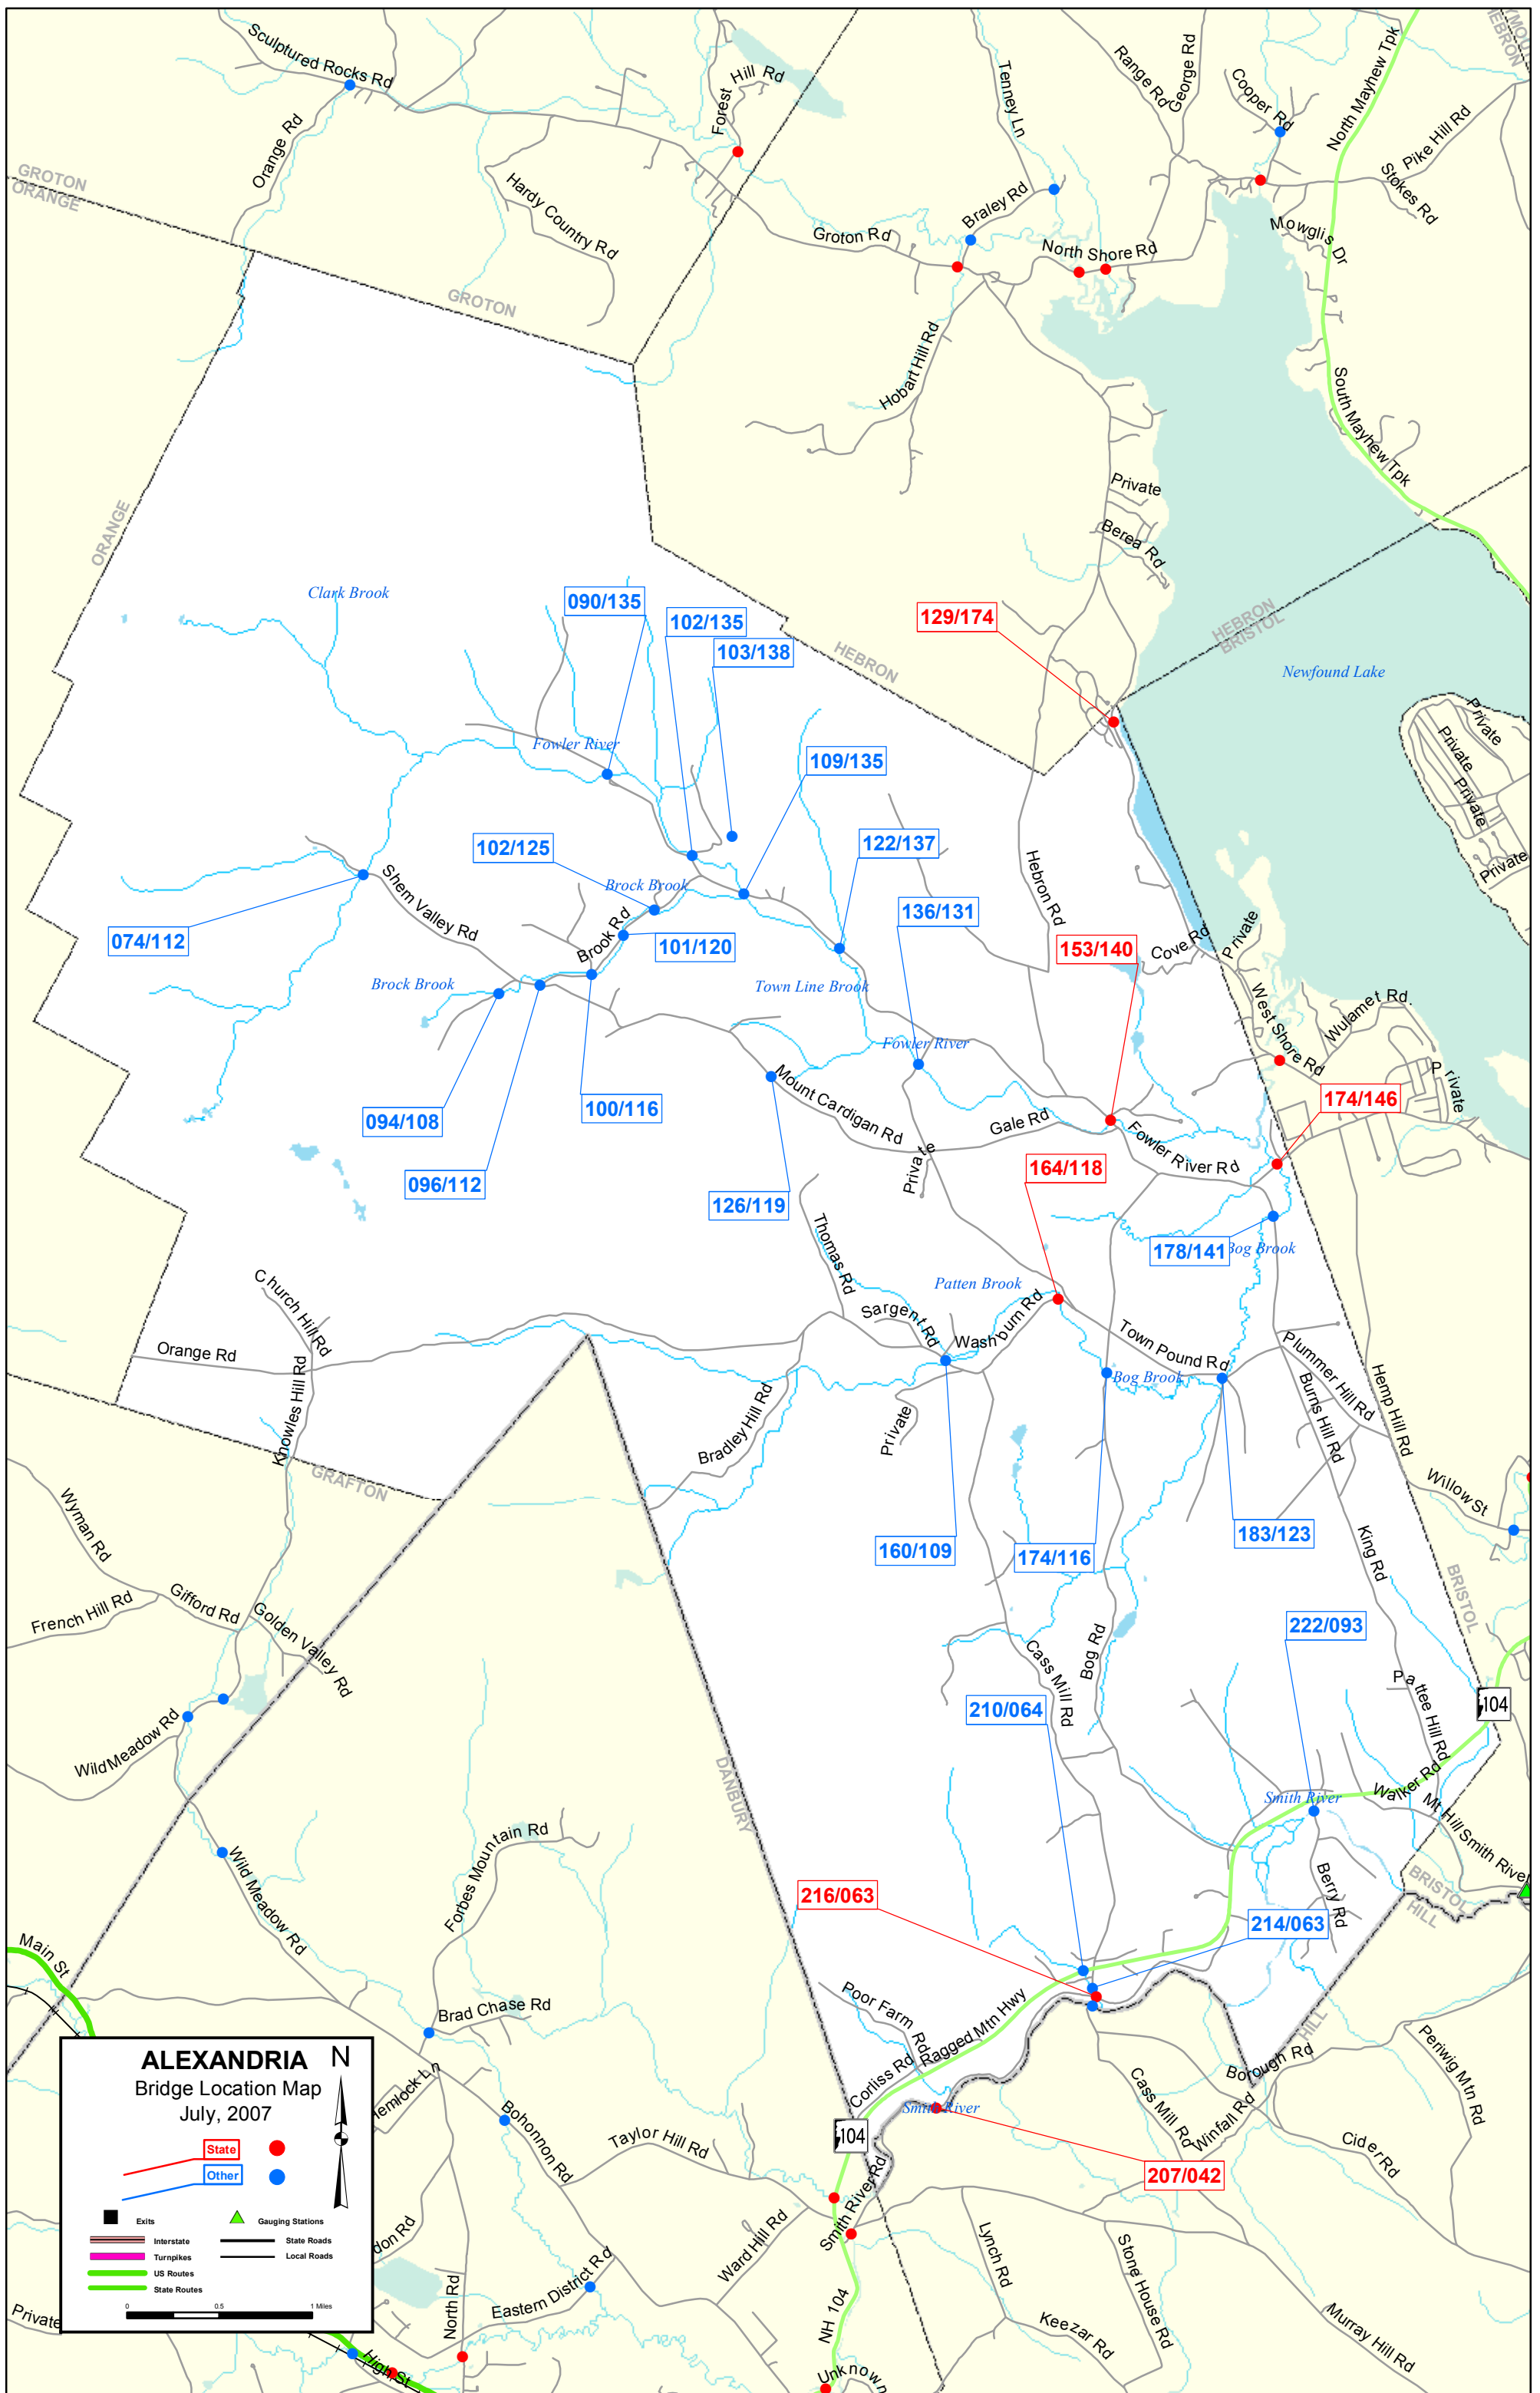 Sculptured Rocks Rd
Orange Rd
Forest
Hill Rd
Hardy Country Rd
GROTON
ORANGE
GROTON
Tenney Ln
Range Rd
George Rd
Cooper Rd
North Mayhew Tpk
Pike Hill Rd
Stokes Rd
HEBRON
Braley Rd
Groton Rd
North Shore Rd
Mowglis Dr
Hobart Hill Rd
South Mayhew Tpk
Private
Berea Rd
ORANGE
Clark Brook
090/135
102/135
103/138
129/174
HEBRON
HEBRON
BRISTOL
Newfound Lake
Private
Private
Private
Private
Private
Fowler River
109/135
102/125
Brock Brook
122/137
Shem Valley Rd
Brook Rd
101/120
136/131
Hebron Rd
074/112
153/140
Cove Rd
Private
Brock Brook
Town Line Brook
West Shore Rd
Wulamet Rd.
Fowler River
Private
094/108
100/116
Mount Cardigan Rd
Gale Rd
174/146
Fowler River Rd
Private
096/112
164/118
126/119
Thomas Rd
178/141
Bog Brook
Church Hill Rd
Patten Brook
Sargent Rd
Washburn Rd
Orange Rd
Town Pound Rd
Plummer Hill Rd
Bog Brook
Knowles Hill Rd
Bradley Hill Rd
Private
Burns Hill Rd
Hemp Hill Rd
GRAFTON
Willow St
Wyman Rd
160/109
174/116
183/123
King Rd
BRISTOL
French Hill Rd
Gifford Rd
Golden Valley Rd
222/093
Cass Mill Rd
Bog Rd
Pattee Hill Rd
104
210/064
Wild Meadow Rd
DANBURY
Smith River
Walker Rd
Mt Hill Smith River
Forbes Mountain Rd
Wild Meadow Rd
216/063
Berry Rd
BRISTOL
HILL
214/063
Main St
Poor Farm Rd
Ragged Mtn Hwy
Brad Chase Rd
Corliss Rd
HILL
Borough Rd
Periwig Mtn Rd
Cass Mill Rd
Winfall Rd
Smith River
ALEXANDRIA
N
Bridge Location Map
July, 2007
State
Other
Exits
Gauging Stations
Interstate
State Roads
Turnpikes
Local Roads
US Routes
State Routes
0 0.5 1 Miles
emlock Ln
Bohonnon Rd
Taylor Hill Rd
104
Cider Rd
207/042
Smith River Rd
don Rd
Ward Hill Rd
Lynch Rd
Stone House Rd
North Rd
Eastern District Rd
NH 104
Keezar Rd
Murray Hill Rd
Private
High St
Unknown